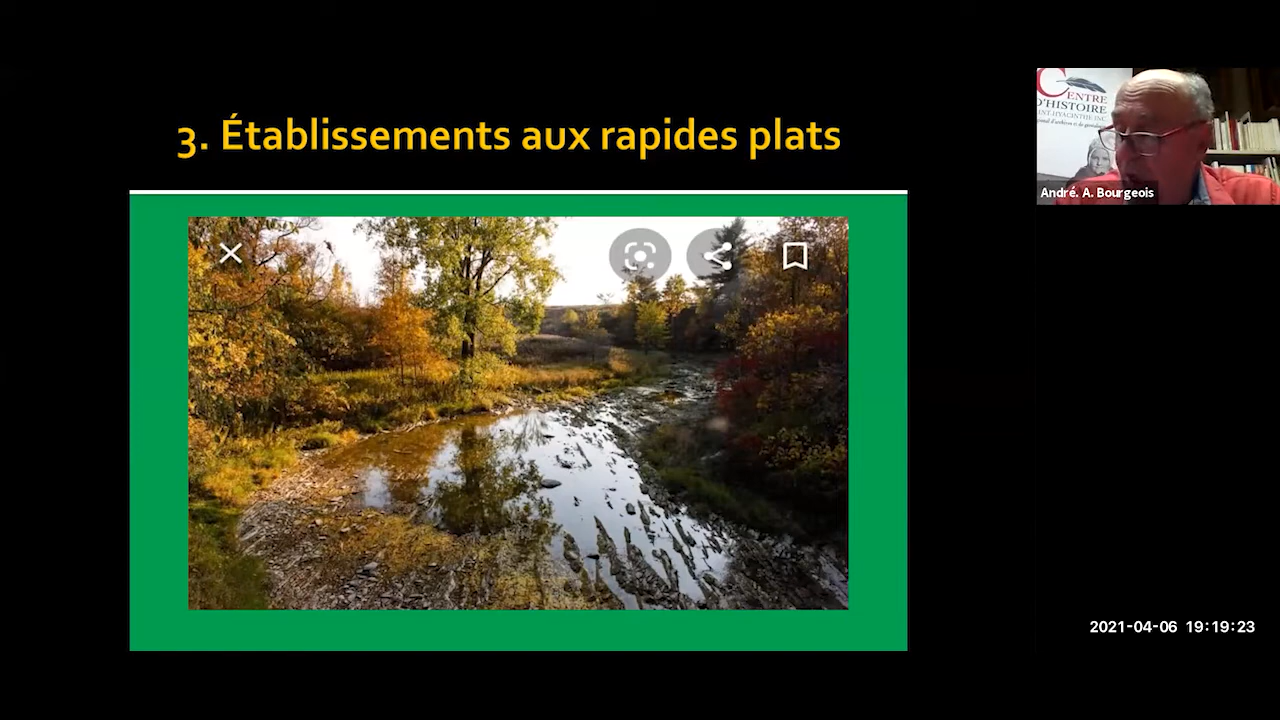 3. Établissements aux rapides plats
CENTRE
D'HISTOIRE
André. A. Bourgeois
2021-04-06 19:19:23